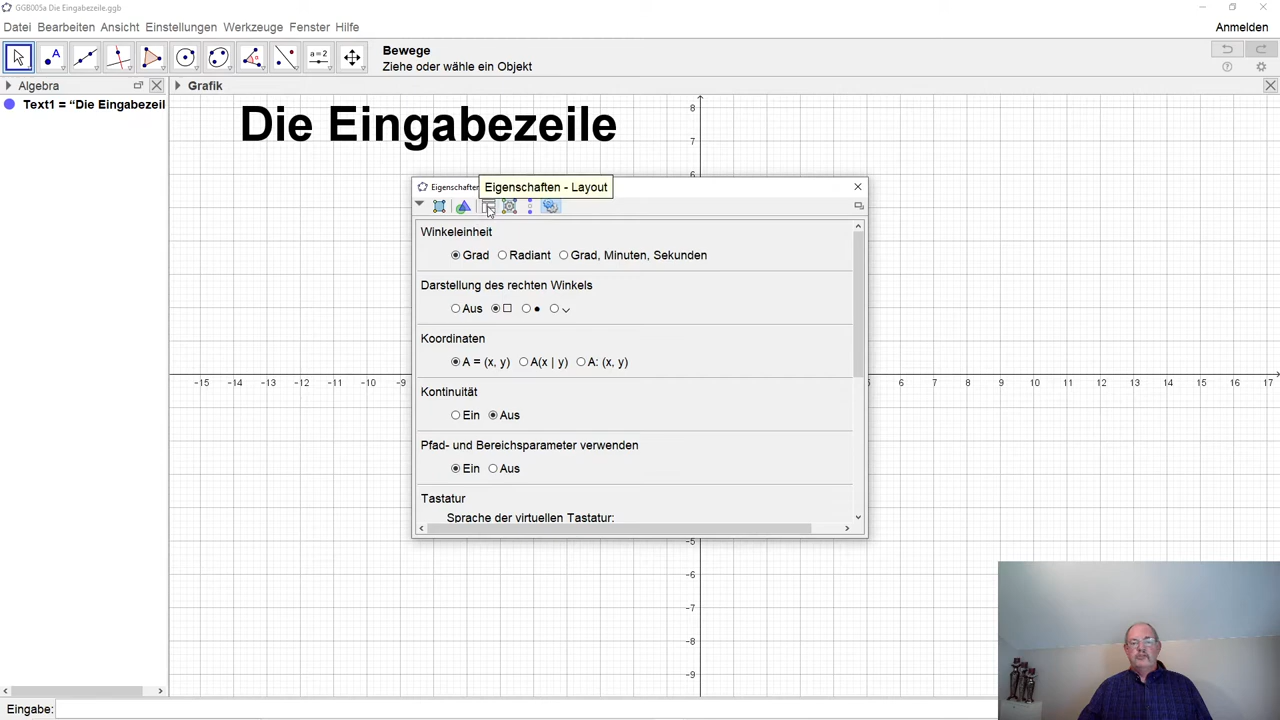 GGB005a Die Eingabezeile.ggb
Datei Bearbeiten Ansicht Einstellungen Werkzeuge Fenster Hilfe
Anmelden
A
a=2
Bewege
Ziehe oder wähle ein Objekt
Algebra
Grafik
Text1 = “Die Eingabezeil
Die Eingabezeile
Eigenschaften
Eigenschaften - Layout
Winkeleinheit
Grad Radiant Grad, Minuten, Sekunden
Darstellung des rechten Winkels
Aus
Koordinaten
A = (x, y) A(x | y) A: (x, y)
Kontinuität
Ein Aus
Pfad- und Bereichsparameter verwenden
Ein Aus
Tastatur
Sprache der virtuellen Tastatur:
8
7
-15 -14 -13 -12 -11 -10 -9
6 7 8 9 10 11 12 13 14 15 16 17
-5
-6
-7
-8
-9
Eingabe: